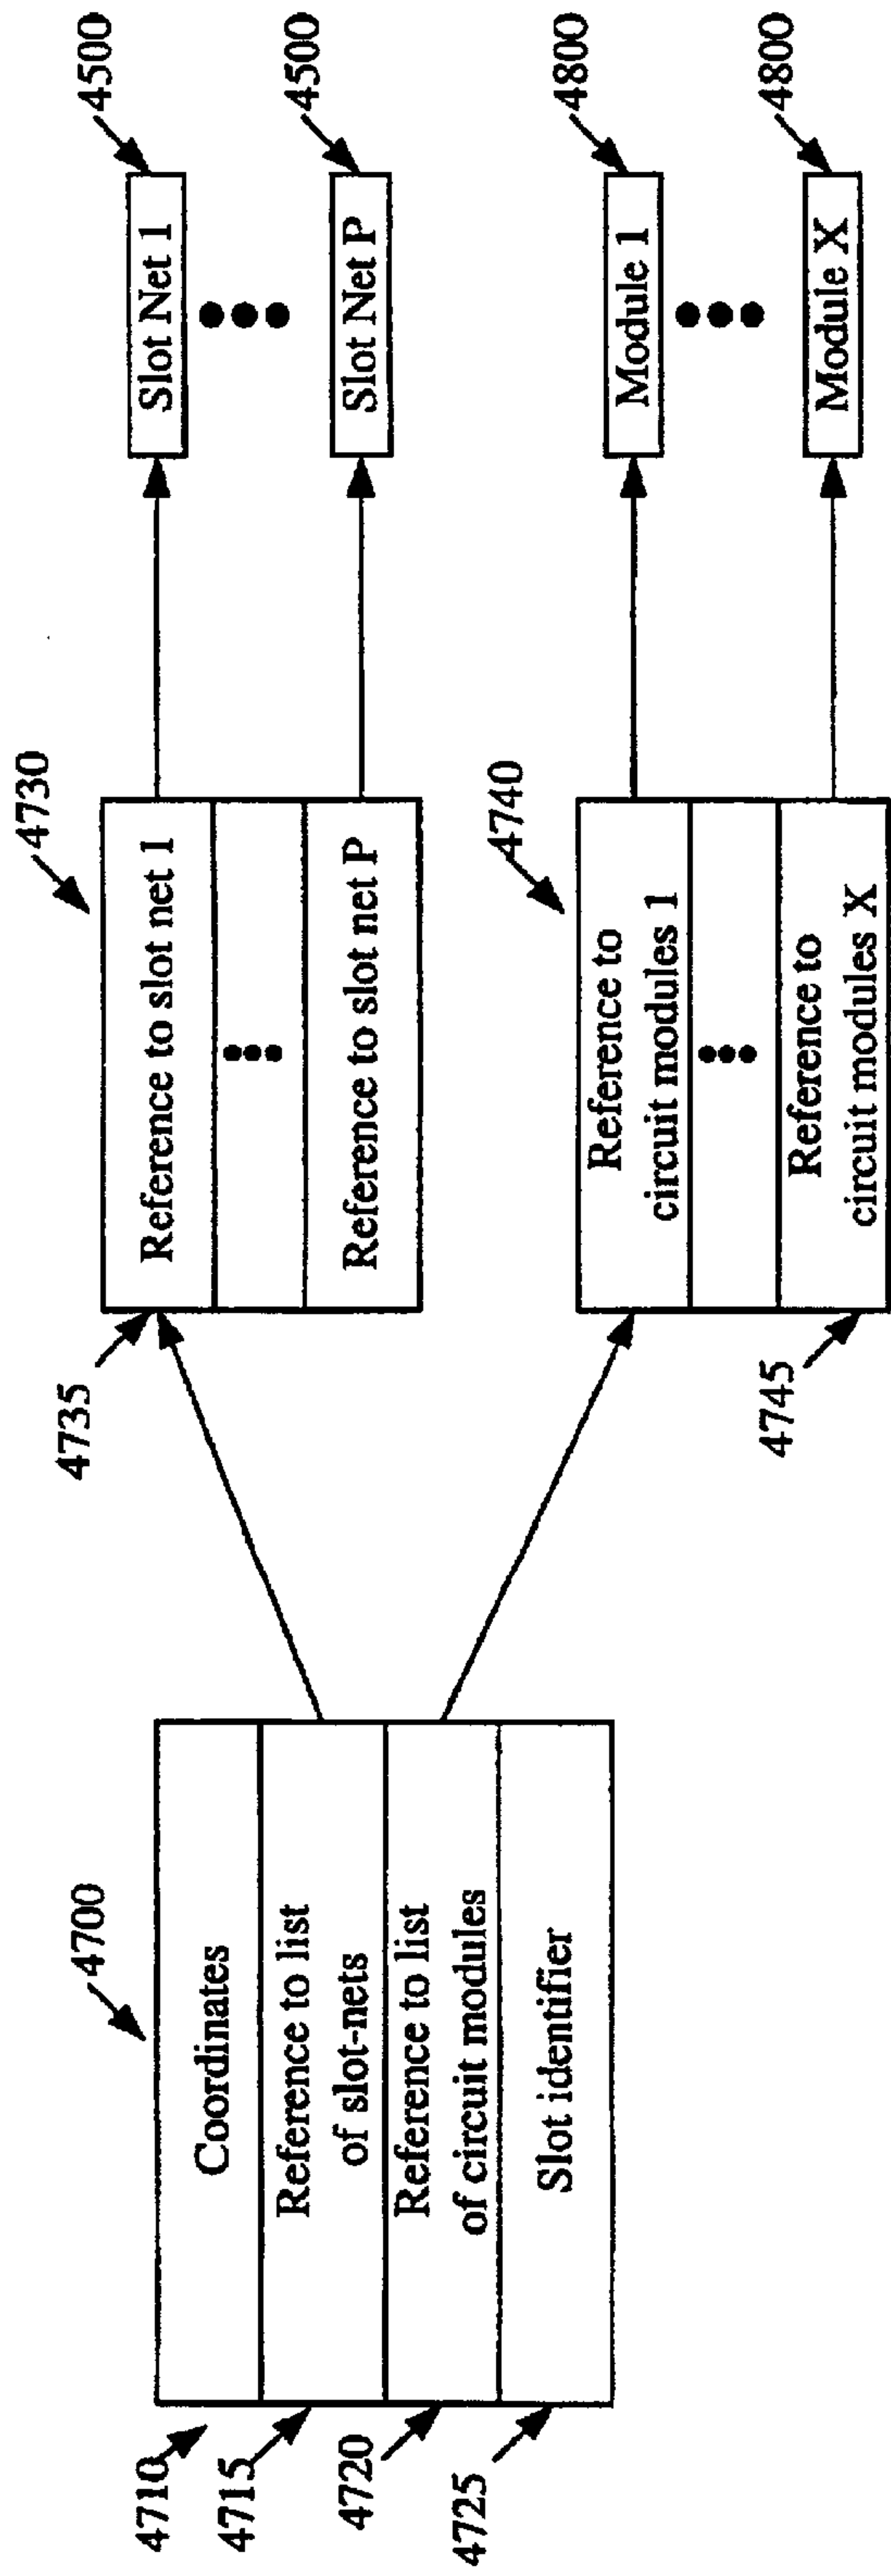 4700
4710
Coordinates
4715
Reference to list
of slot-nets
4720
Reference to list
of circuit modules
4725
Slot identifier
4730
4735
Reference to slot net 1
Reference to slot net P
4740
Reference to
circuit modules 1
4745
Reference to
circuit modules X
Slot Net 1
4500
Slot Net P
4500
Module 1
4800
Module X
4800